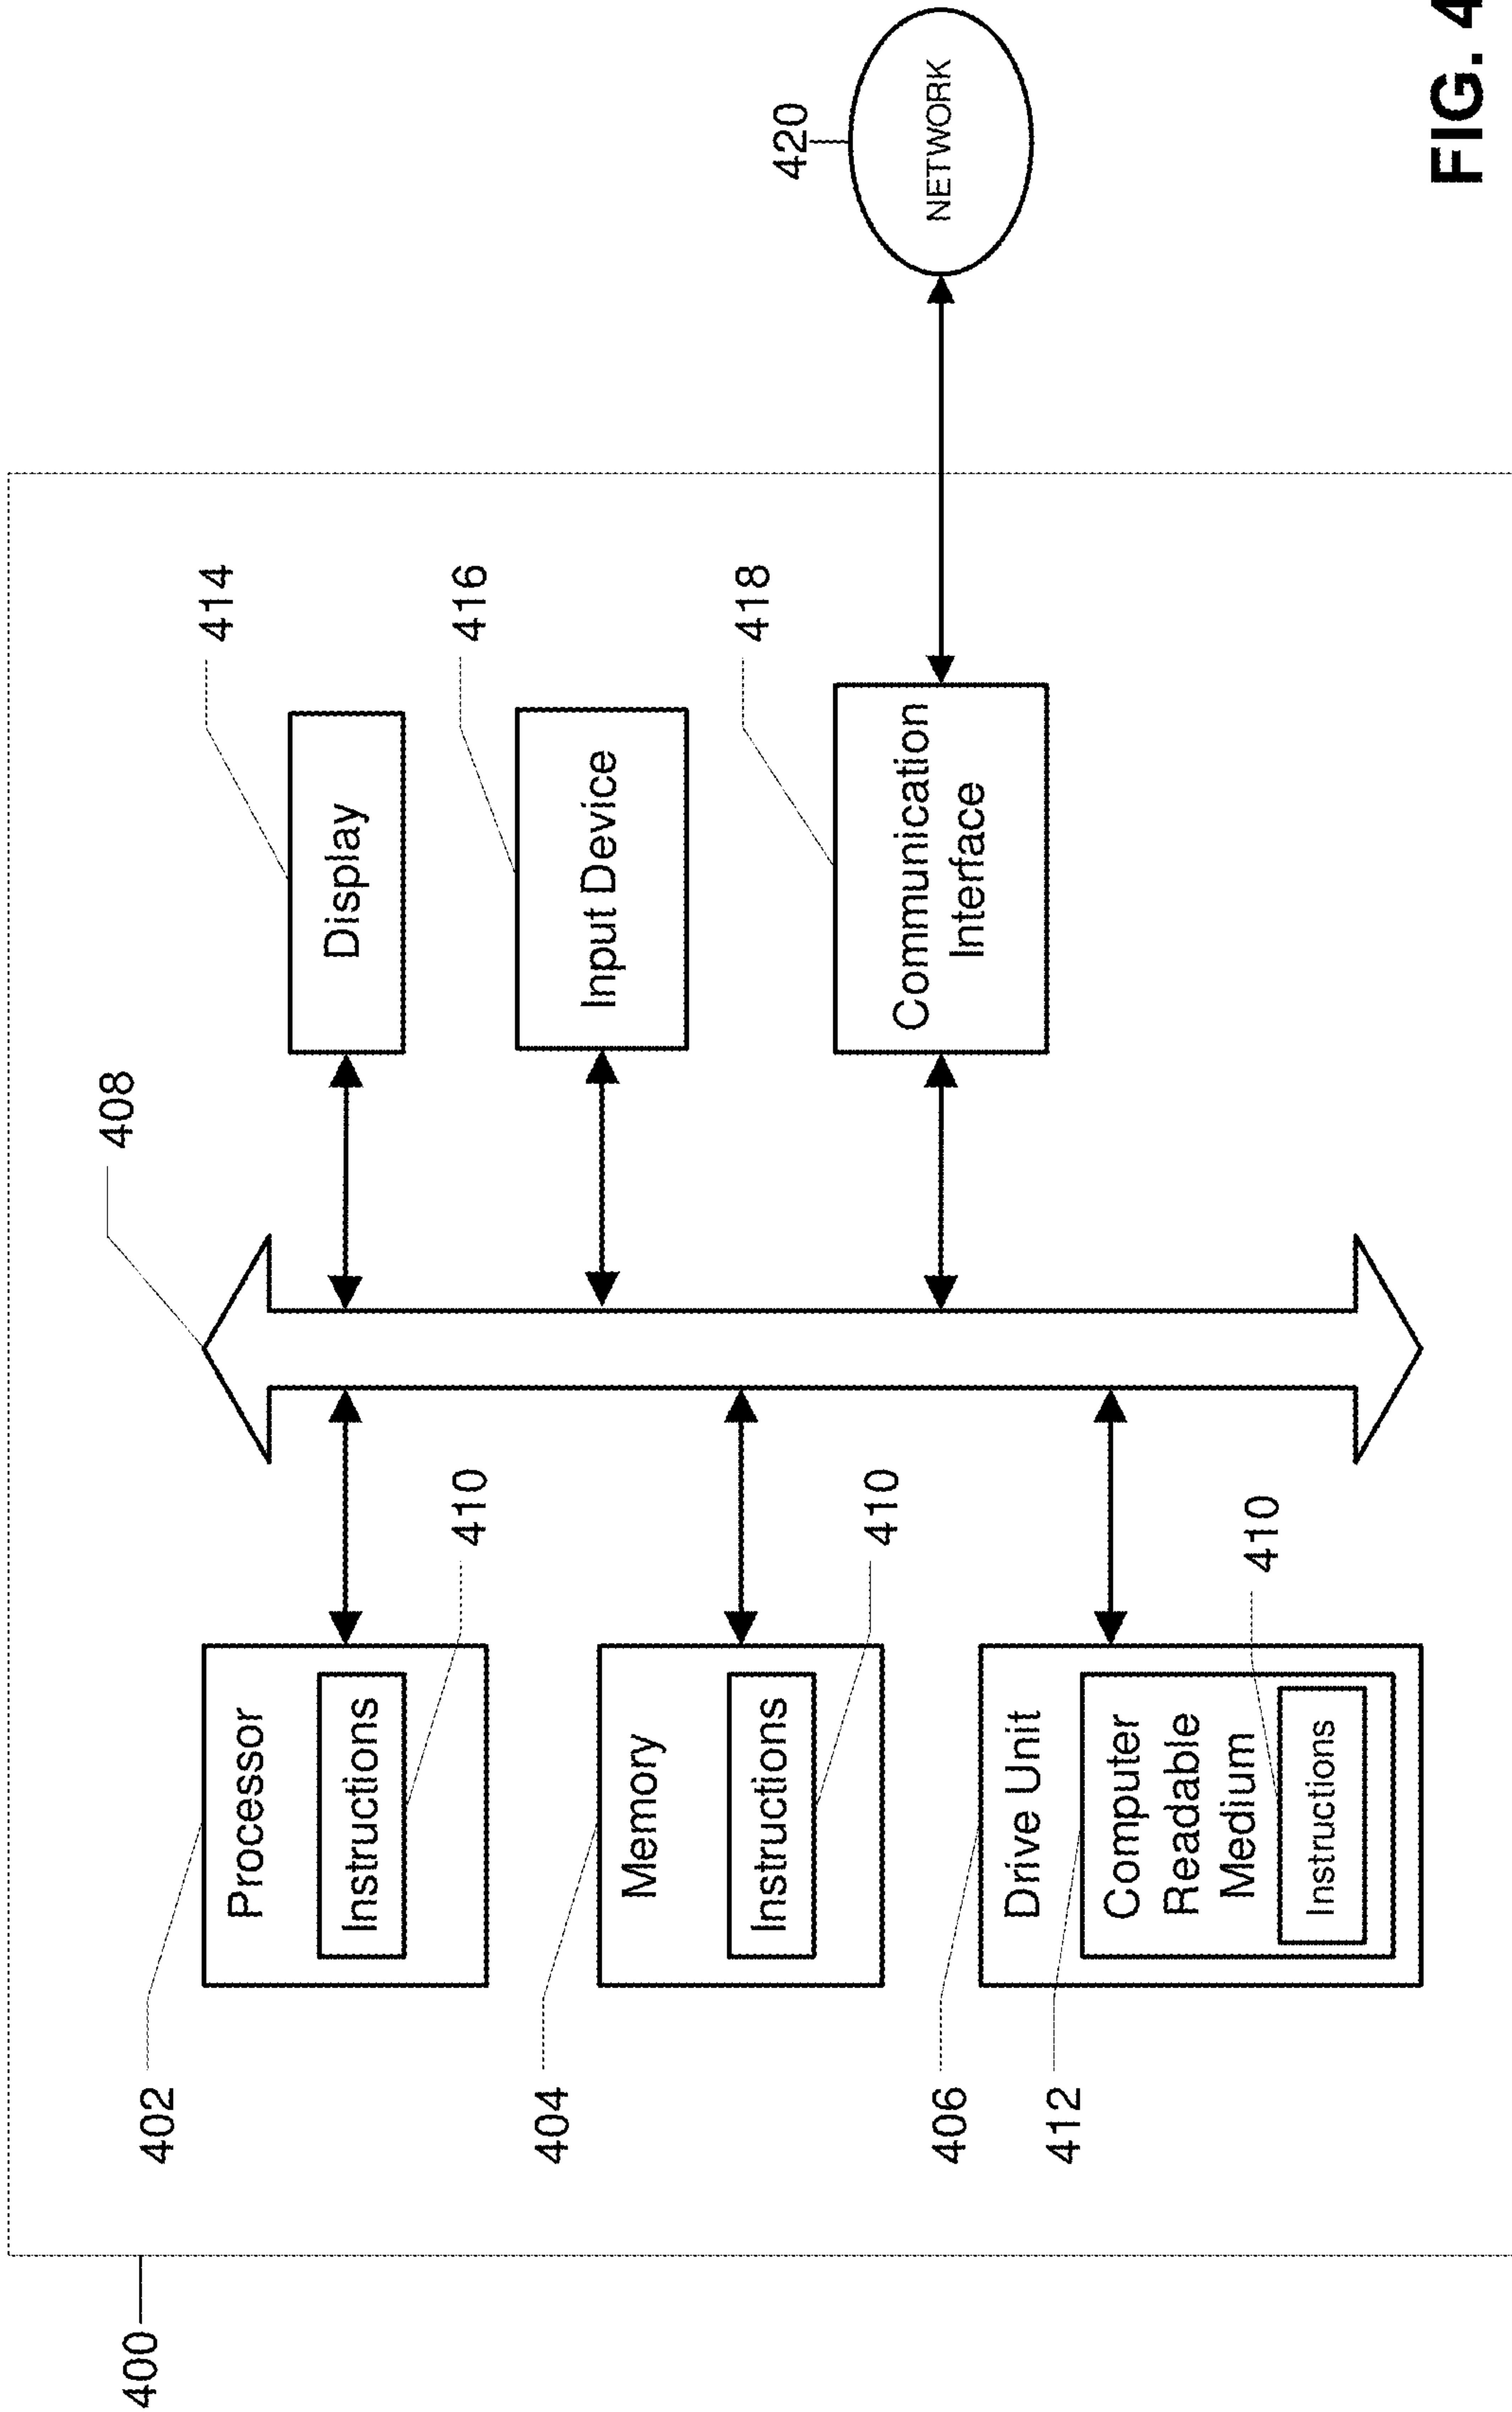 400
402
Processor
Instructions
410
404
Memory
Instructions
410
406
Drive Unit
412
Computer
Readable
Medium
Instructions
410
408
414
Display
416
Input Device
418
Communication
Interface
420
NETWORK
FIG. 4